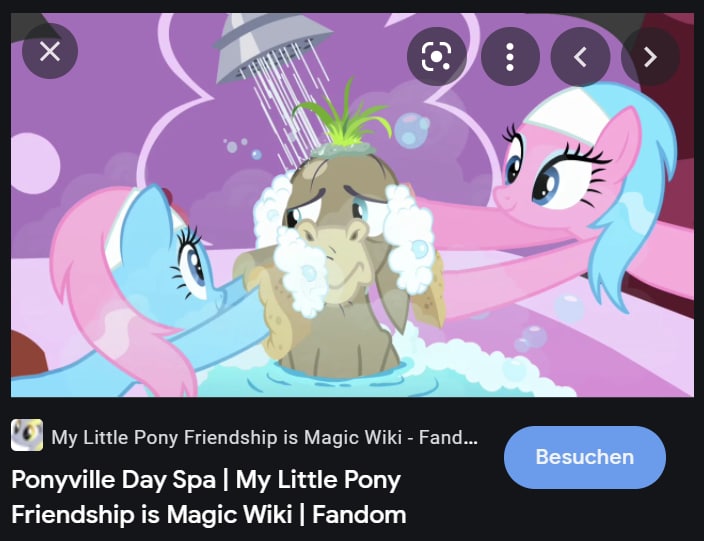 My Little Pony Friendship is Magic Wiki - Fand...
Besuchen
Ponyville Day Spa | My Little Pony
Friendship is Magic Wiki | Fandom